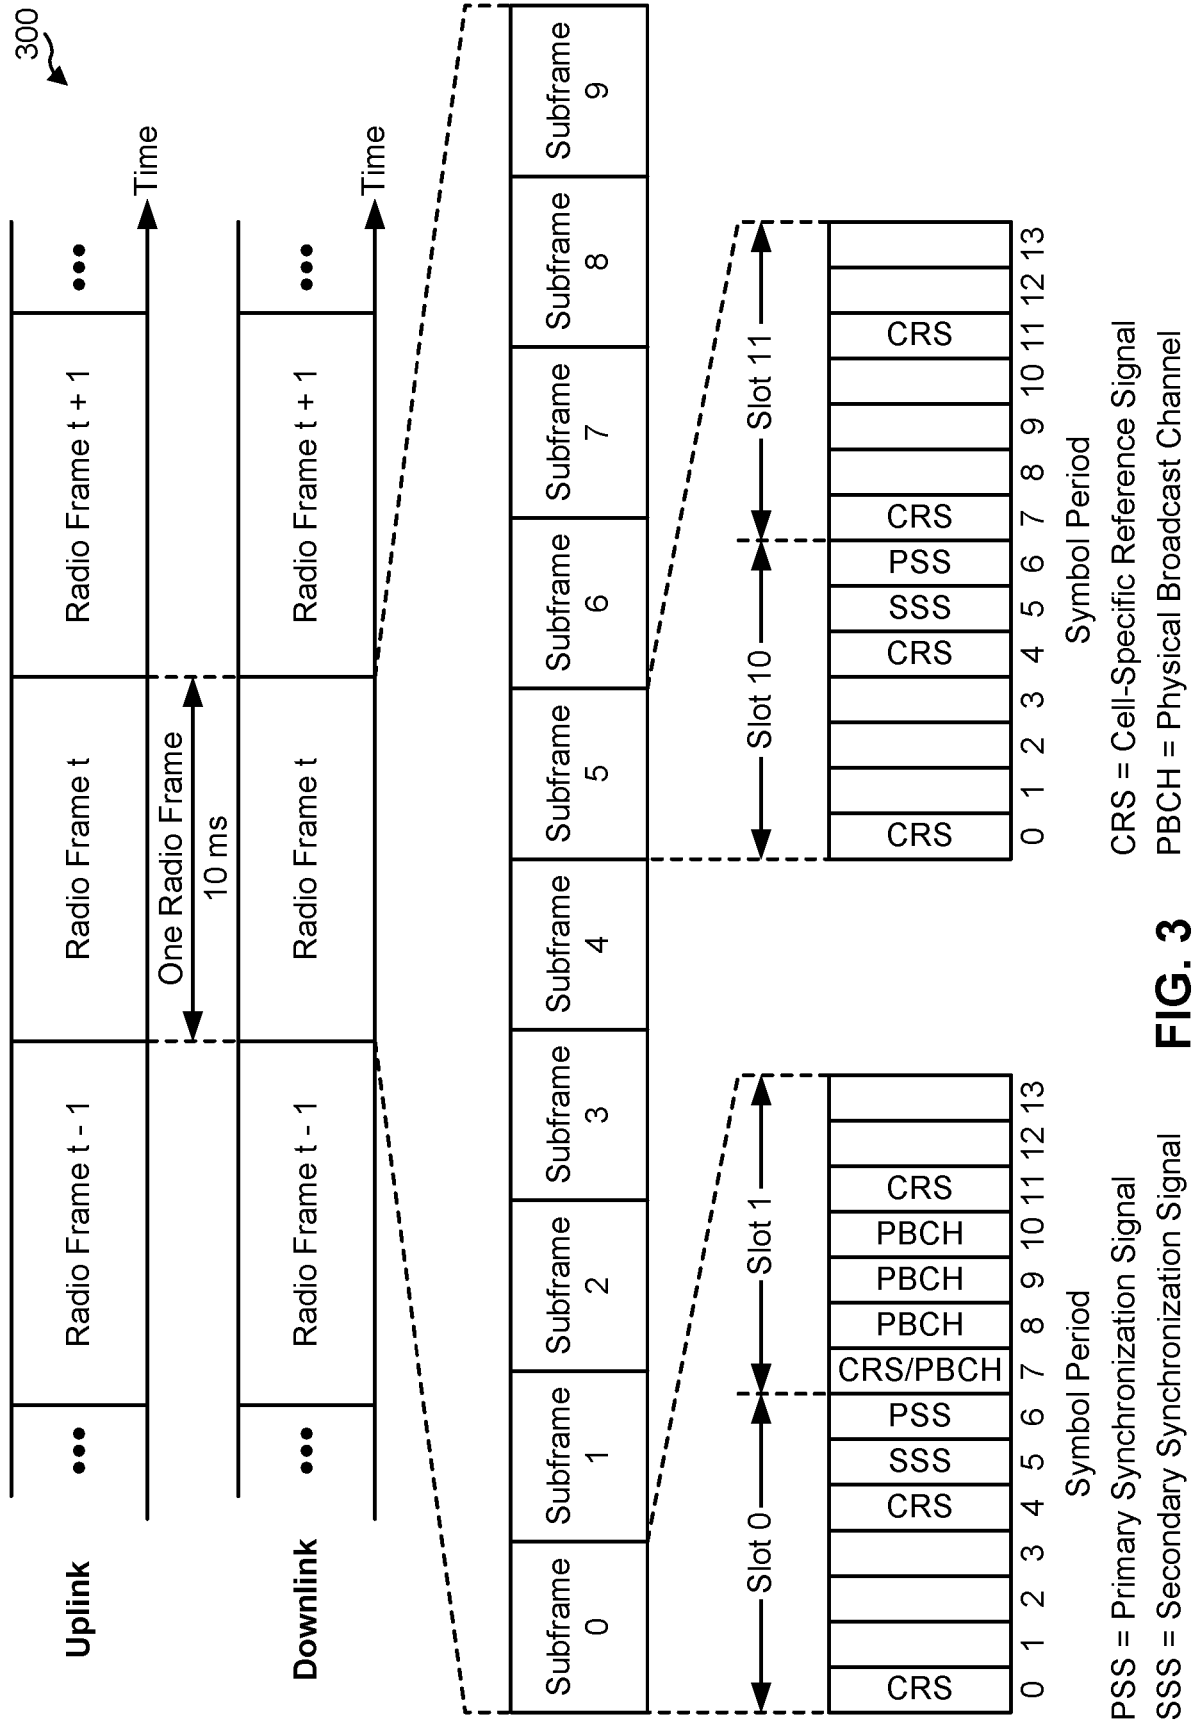 300
Uplink
••• Radio Frame t - 1 Radio Frame t Radio Frame t + 1 •••
Time
One Radio Frame
10 ms
Downlink
••• Radio Frame t - 1 Radio Frame t Radio Frame t + 1 •••
Time
Subframe 0 Subframe 1 Subframe 2 Subframe 3 Subframe 4 Subframe 5 Subframe 6 Subframe 7 Subframe 8 Subframe 9
Slot 0 Slot 1
CRS CRS SSS PSS CRS/PBCH PBCH PBCH PBCH CRS
0 1 2 3 4 5 6 7 8 9 10 11 12 13
Symbol Period
Slot 10 Slot 11
CRS CRS SSS PSS CRS CRS
0 1 2 3 4 5 6 7 8 9 10 11 12 13
Symbol Period
PSS = Primary Synchronization Signal
SSS = Secondary Synchronization Signal
CRS = Cell-Specific Reference Signal
PBCH = Physical Broadcast Channel
FIG. 3